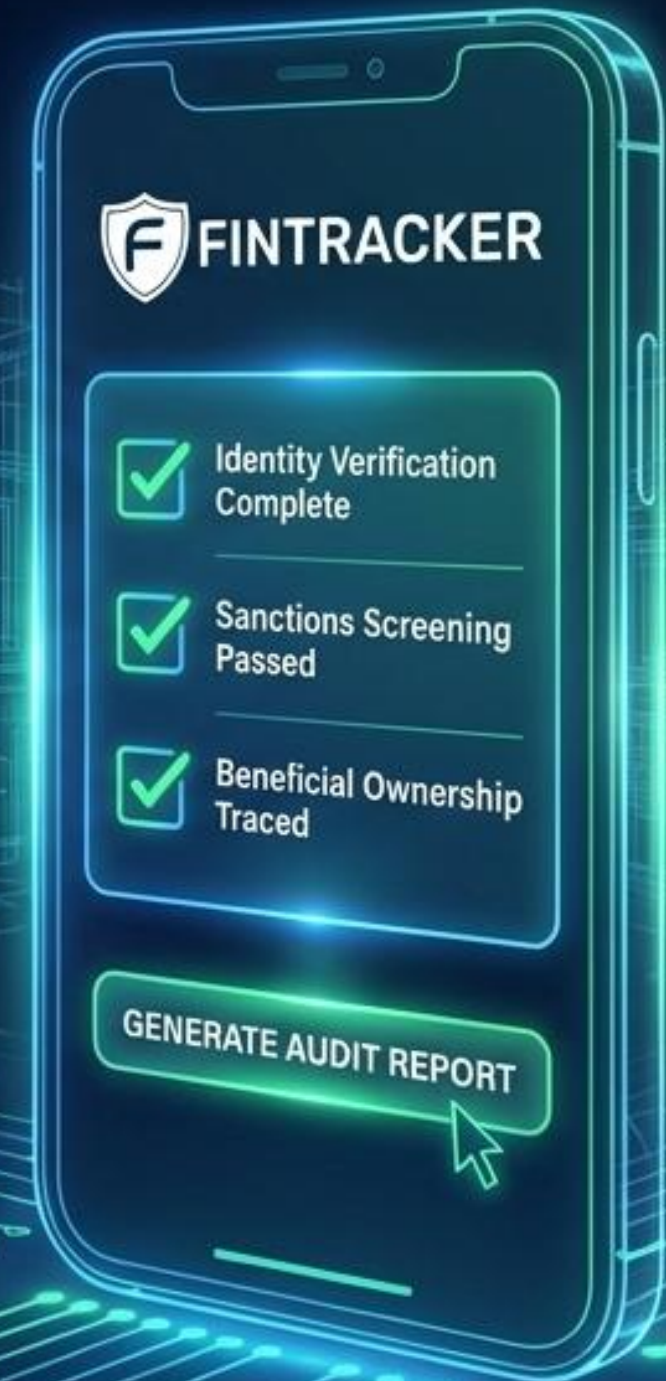 FINTRACKER
Identity Verification
Complete
Sanctions Screening
Passed
Beneficial Ownership
Traced
GENERATE AUDIT REPORT